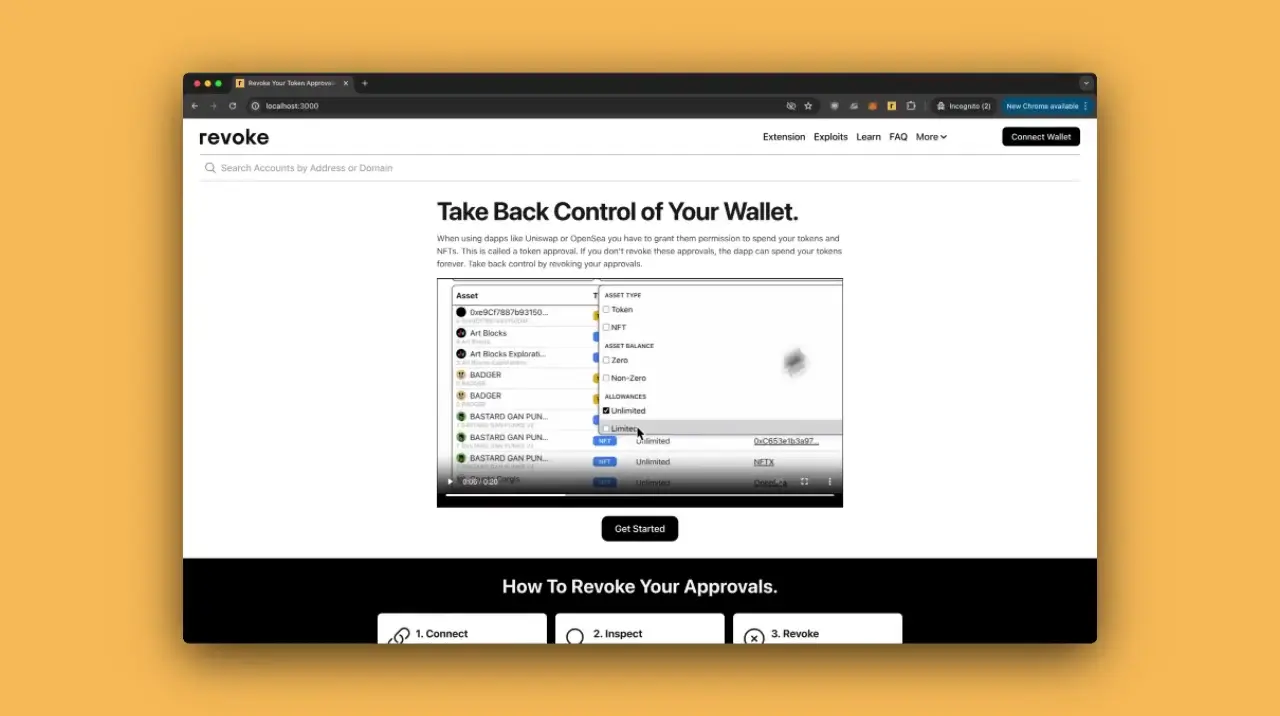 Revoke Your Token Approvals
localhost:3000
Incognito (2)
New Chrome available
revoke
Extension
Exploits
Learn
FAQ
More
Connect Wallet
Search Accounts by Address or Domain
Take Back Control of Your Wallet.
When using dapps like Uniswap or OpenSea you have to grant them permission to spend your tokens and
NFTs. This is called a token approval. If you don't revoke these approvals, the dapp can spend your tokens
forever. Take back control by revoking your approvals.
Asset
T
ASSET TYPE
0xe9Cf7887b93150...
Token
NFT
Art Blocks
ASSET BALANCE
Art Blocks Explorati...
Zero
BADGER
Non-Zero
BADGER
ALLOWANCES
Unlimited
BASTARD GAN PUN...
Limited
BASTARD GAN PUN...
NFT
Unlimited
0xC653e1b3a97...
BASTARD GAN PUN...
NFT
Unlimited
NFTX
Unlimited
0:06 / 0:20
Get Started
How To Revoke Your Approvals.
1. Connect
2. Inspect
3. Revoke